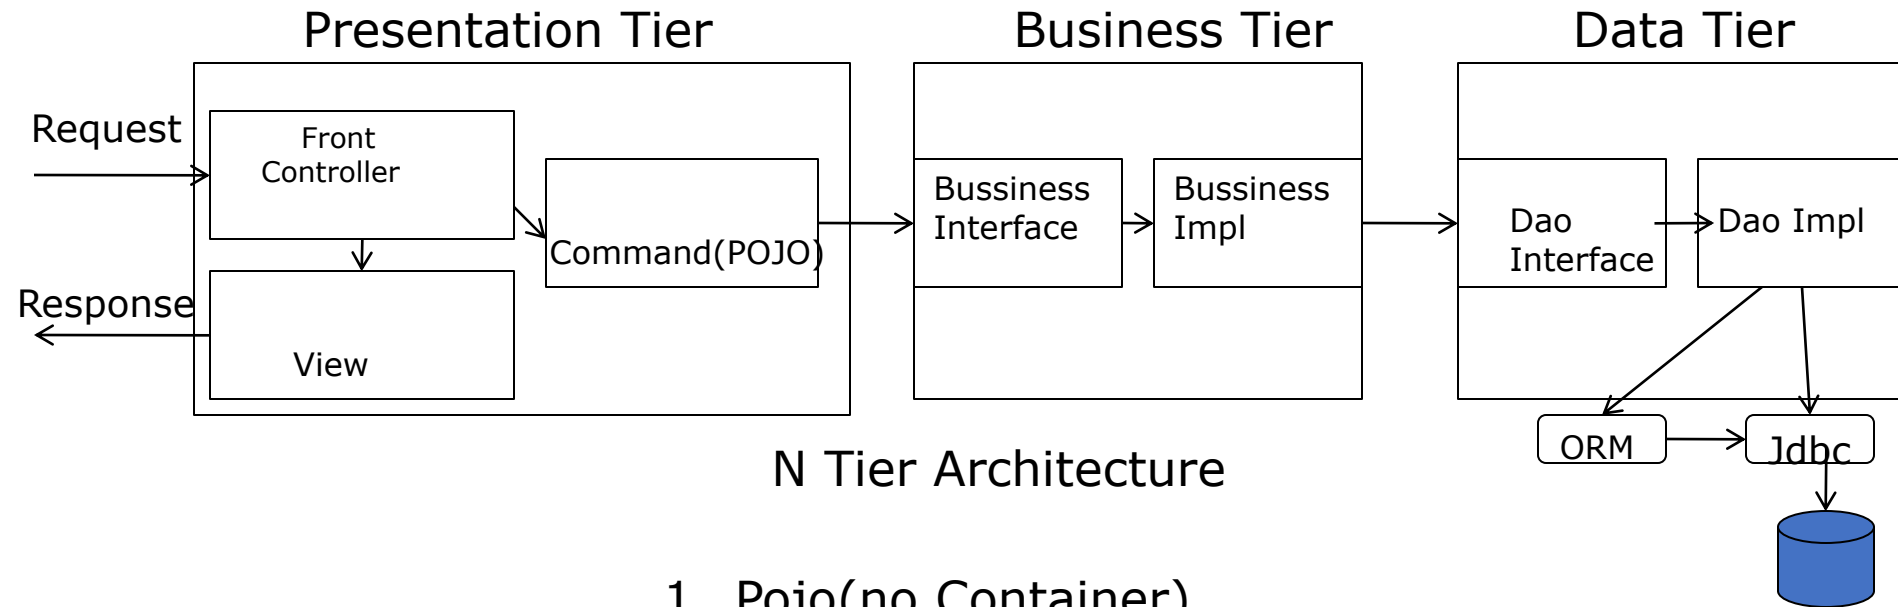 Presentation Tier
Business Tier
Data Tier
Request
Front
Controller
Command(POJO)
Response
View
Bussiness
Interface
Bussiness
Impl
Dao
Interface
Dao Impl
ORM
Jdbc
N Tier Architecture
1. Pojo(no Container)